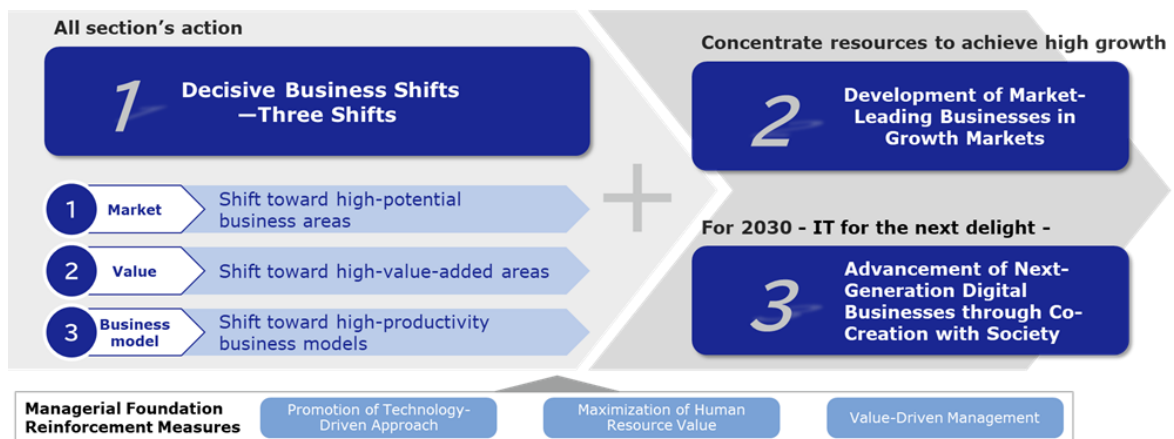 All section’s action
1
Decisive Business Shifts
—Three Shifts
1
Market
Shift toward high-potential
business areas
2
Value
Shift toward high-value-added areas
3
Business
model
Shift toward high-productivity
business models
+
Concentrate resources to achieve high growth
2
Development of Market-
Leading Businesses in
Growth Markets
For 2030 - IT for the next delight -
3
Advancement of Next-
Generation Digital
Businesses through Co-
Creation with Society
Managerial Foundation
Reinforcement Measures
Promotion of Technology-
Driven Approach
Maximization of Human
Resource Value
Value-Driven Management